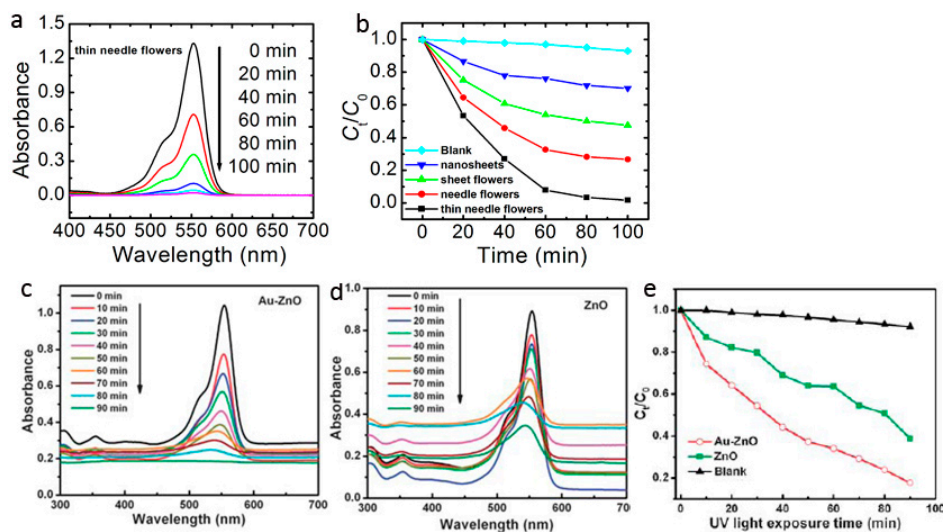 a
1.5
1.2
0.9
0.6
0.3
0.0
Absorbance
thin needle flowers
0 min
20 min
40 min
60 min
80 min
100 min
400 450 500 550 600 650 700
Wavelength (nm)
b
1.0
0.8
0.6
0.4
0.2
0.0
Ct/C0
Blank
nanosheets
sheet flowers
needle flowers
thin needle flowers
0 20 40 60 80 100
Time (min)
c
1.0
0.8
0.6
0.4
0.2
0.0
Absorbance
0 min
10 min
20 min
30 min
40 min
50 min
60 min
70 min
80 min
90 min
Au-ZnO
300 400 500 600 700
Wavelength (nm)
d
1.0
0.8
0.6
0.4
0.2
0.0
Absorbance
0 min
10 min
20 min
30 min
40 min
50 min
60 min
70 min
80 min
90 min
ZnO
300 400 500 600 70
Wavelength (nm)
e
1.0
0.8
0.6
0.4
0.2
Ct/C0
Au-ZnO
ZnO
Blank
0 20 40 60 80
UV light exposure time (min)